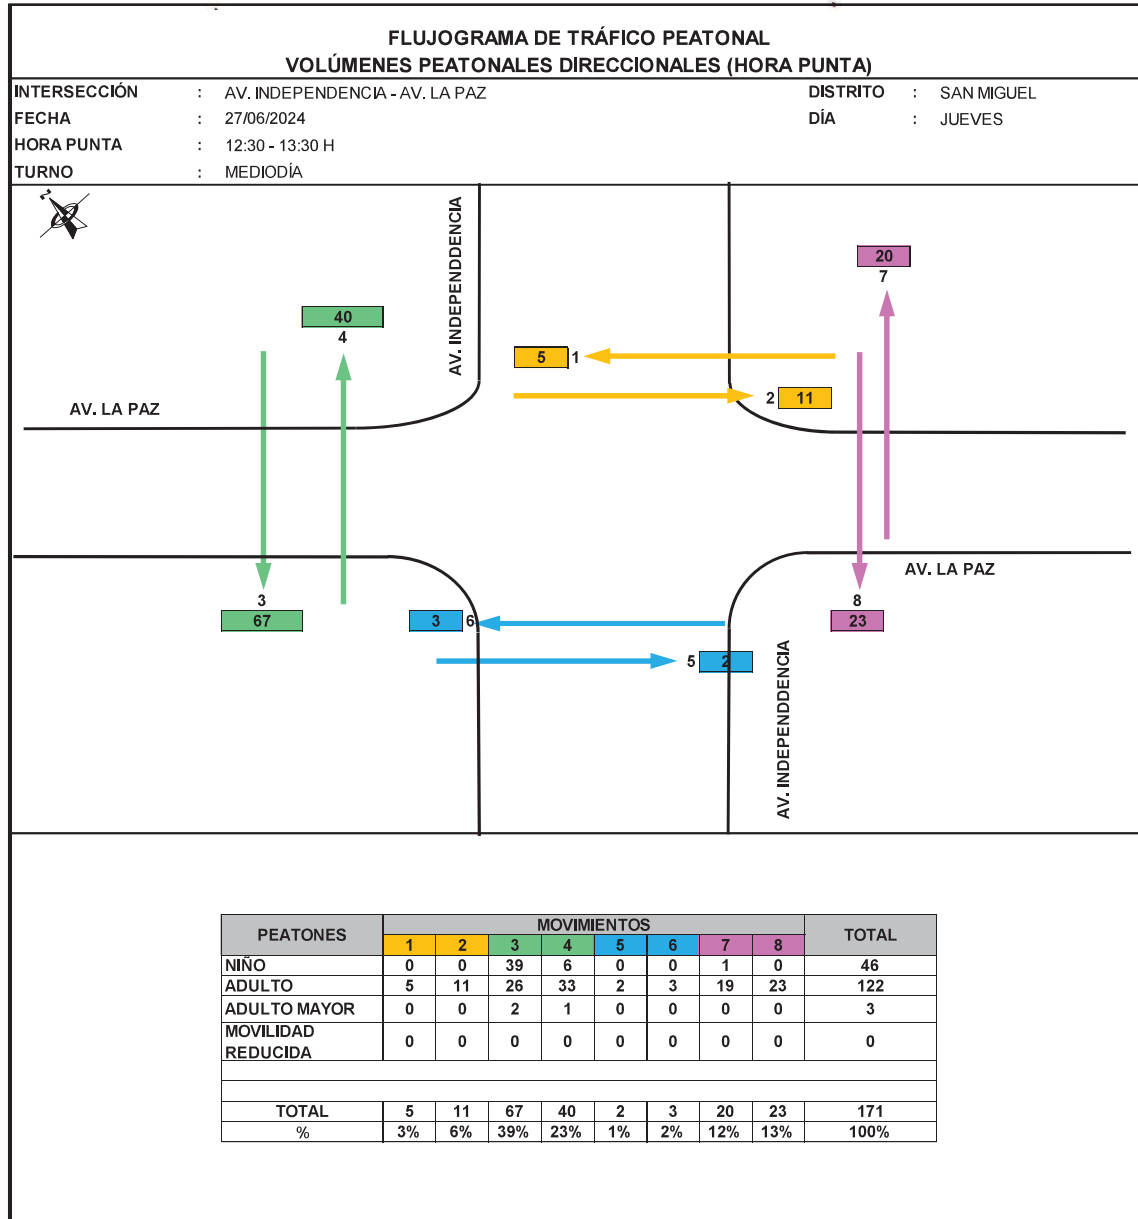 FLUJOGRAMA DE TRÁFICO PEATONAL
VOLÚMENES PEATONALES DIRECCIONALES (HORA PUNTA)
INTERSECCIÓN : AV. INDEPENDENCIA - AV. LA PAZ DISTRITO : SAN MIGUEL
FECHA : 27/06/2024 DÍA : JUEVES
HORA PUNTA : 12:30 - 13:30 H
TURNO : MEDIODÍA
N
AV. INDEPENDDENCIA
20
7
40
4
5 1
2 11
AV. LA PAZ
AV. LA PAZ
3
67
3 6
8
23
5 2
AV. INDEPENDDENCIA
PEATONES MOVIMIENTOS TOTAL
1 2 3 4 5 6 7 8
NIÑO 0 0 39 6 0 0 1 0 46
ADULTO 5 11 26 33 2 3 19 23 122
ADULTO MAYOR 0 0 2 1 0 0 0 0 3
MOVILIDAD
REDUCIDA 0 0 0 0 0 0 0 0 0
TOTAL 5 11 67 40 2 3 20 23 171
% 3% 6% 39% 23% 1% 2% 12% 13% 100%